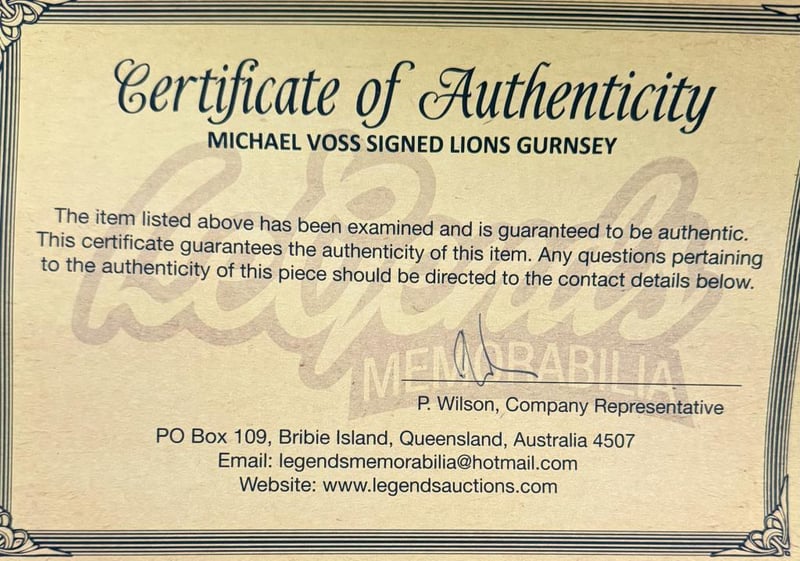 Certificate of Authenticity
MICHAEL VOSS SIGNED LIONS GURNSEY
The item listed above has been examined and is guaranteed to be authentic.
This certificate guarantees the authenticity of this item. Any questions pertaining
to the authenticity of this piece should be directed to the contact details below.
Legends
MEMORABILIA
P. Wilson, Company Representative
PO Box 109, Bribie Island, Queensland, Australia 4507
Email: legendsmemorabilia@hotmail.com
Website: www.legendsauctions.com